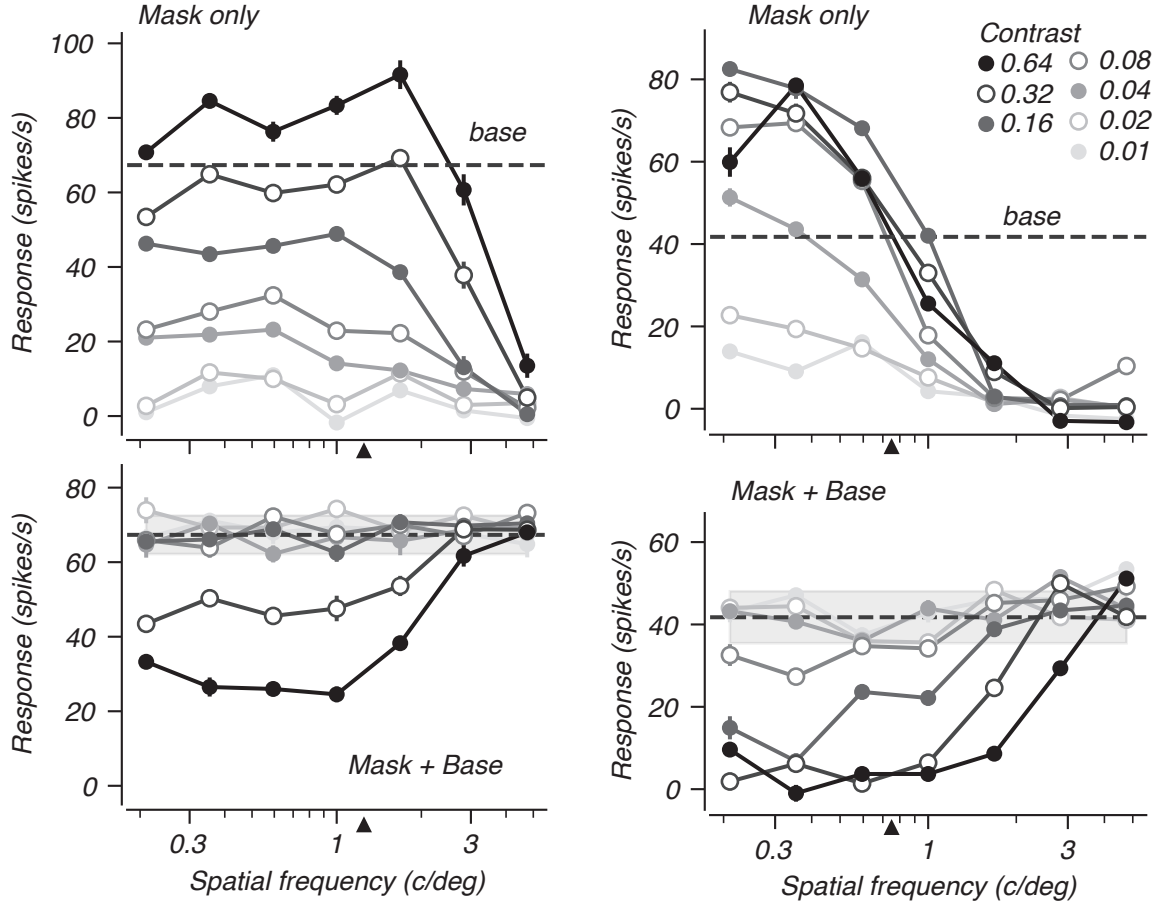 Mask only
100
80
60
40
20
0
Response (spikes/s)
base
Mask only
80
60
40
20
0
Response (spikes/s)
base
Contrast
0.64
0.32
0.16
0.08
0.04
0.02
0.01
80
60
40
20
0
Response (spikes/s)
Mask + Base
0.3
1
3
Spatial frequency (c/deg)
Mask + Base
60
40
20
0
Response (spikes/s)
0.3
1
3
Spatial frequency (c/deg)